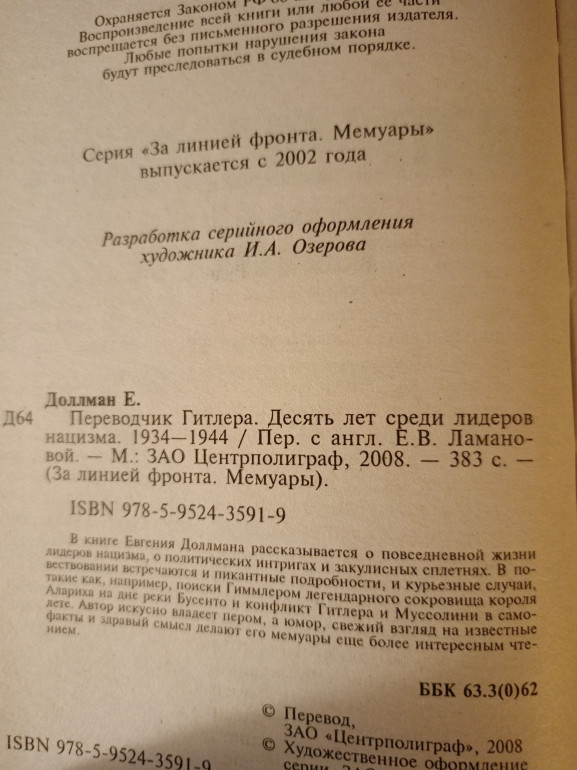 Охраняется Законом РФ об
Воспроизведение всей книги или любой ее части
воспрещается без письменного разрешения издателя.
Любые попытки нарушения закона
будут преследоваться в судебном порядке.
Серия «За линией фронта. Мемуары»
выпускается с 2002 года
Разработка серийного оформления
художника И.А. Озерова
Доллман Е.
Д64 Переводчик Гитлера. Десять лет среди лидеров
нацизма. 1934—1944 / Пер. с англ. Е.В. Ламано-
вой. — М.: ЗАО Центрполиграф, 2008. — 383 с. —
(За линией фронта. Мемуары).
ISBN 978-5-9524-3591-9
В книге Евгения Доллмана рассказывается о повседневной жизни
лидеров нацизма, о политических интригах и закулисных сплетнях. В по-
вествовании встречаются и пикантные подробности, и курьезные случаи,
такие как, например, поиски Гиммлером легендарного сокровища короля
Алариха на дне реки Бусенто и конфликт Гитлера и Муссолини в само-
лете. Автор искусно владеет пером, а юмор, свежий взгляд на известные
факты и здравый смысл делают его мемуары еще более интересным чте-
нием.
ББК 63.3(0)62
© Перевод,
ЗАО «Центрполиграф», 2008
© Художественное оформление
ISBN 978-5-9524-3591-9
серии, ЗАО